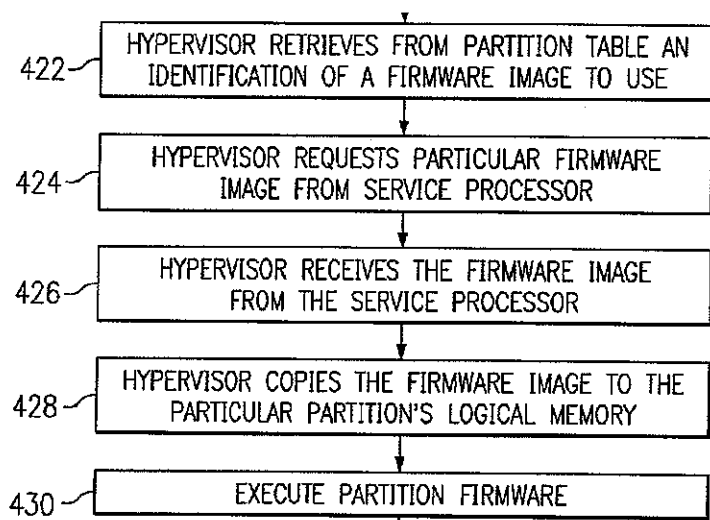 422
HYPERVISOR RETRIEVES FROM PARTITION TABLE AN
IDENTIFICATION OF A FIRMWARE IMAGE TO USE
424
HYPERVISOR REQUESTS PARTICULAR FIRMWARE
IMAGE FROM SERVICE PROCESSOR
426
HYPERVISOR RECEIVES THE FIRMWARE IMAGE
FROM THE SERVICE PROCESSOR
428
HYPERVISOR COPIES THE FIRMWARE IMAGE TO THE
PARTICULAR PARTITION'S LOGICAL MEMORY
430
EXECUTE PARTITION FIRMWARE